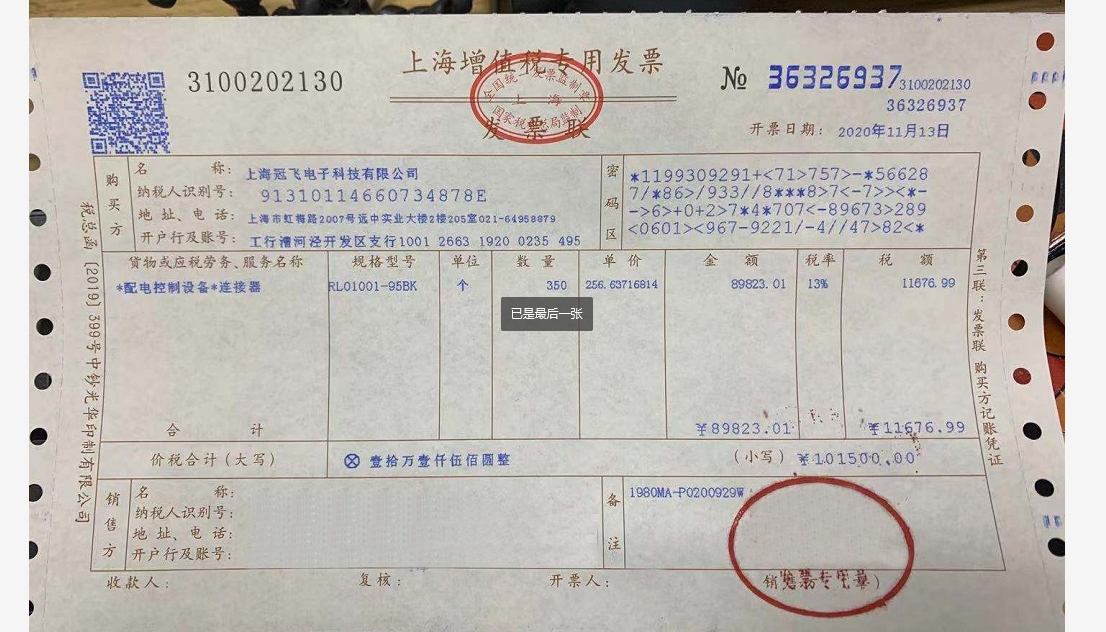 上海增值税专用发票
3100202130
№ 36326937
3100202130
36326937
全国统一发票监制章
上海
国家税务总局监制
发票联
开票日期: 2020年11月13日
税总函〔2019〕399号中钞光华印制有限公司
购买方
名称: 上海冠飞电子科技有限公司
纳税人识别号: 91310114660734878E
地址、电话: 上海市虹梅路2007号远中实业大楼2楼205室021-64958879
开户行及账号: 工行漕河泾开发区支行1001 2663 1920 0235 495
密码区
*1199309291+<71>757>-*56628
7/*86>/933//8***8>7<-7>><*-
->6>+0+2>7*4*707<-89673>289
<0601><967-9221/-4//47>82<*
货物或应税劳务、服务名称 规格型号 单位 数量 单价 金额 税率 税额
*配电控制设备*连接器 RL01001-95BK 个 350 256.63716814 89823.01 13% 11676.99
已是最后一张
合计 ¥89823.01 ¥11676.99
价税合计(大写) ⊗ 壹拾万壹仟伍佰圆整 (小写) ¥101500.00
第三联:发票联 购买方记账凭证
销售方
名称:
纳税人识别号:
地址、电话:
开户行及账号:
备注
1980MA-P0200929W
收款人: 复核: 开票人: 销